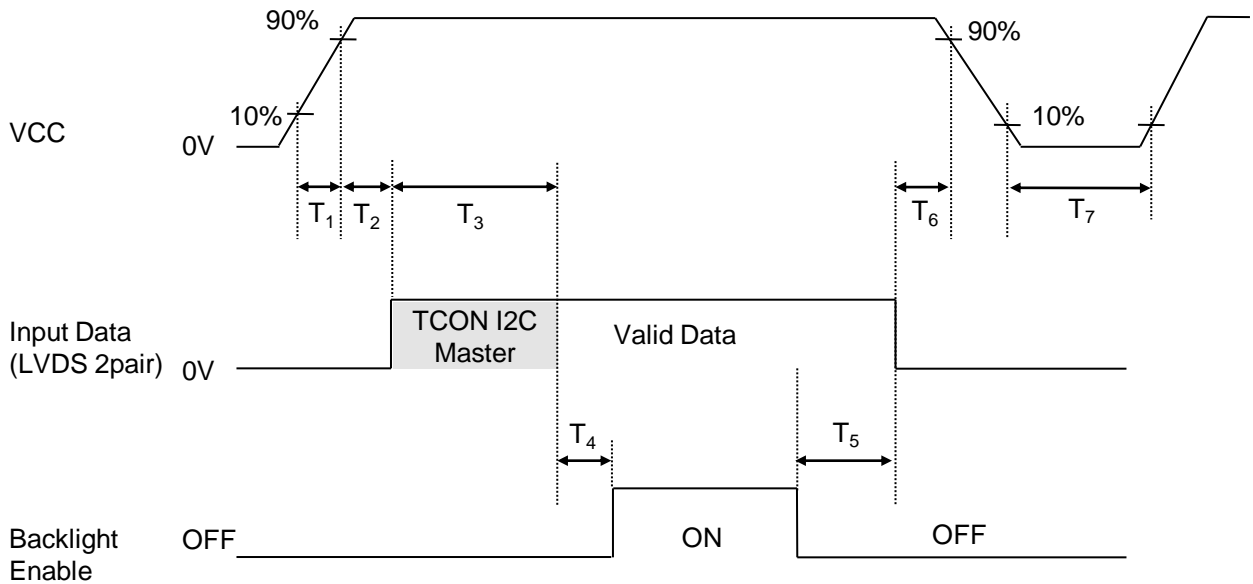 90%
90%
10%
10%
VCC
0V
T1
T2
T3
T6
T7
TCON I2C
Master
Valid Data
Input Data
(LVDS 2pair)
0V
T4
T5
Backlight
Enable
OFF
ON
OFF